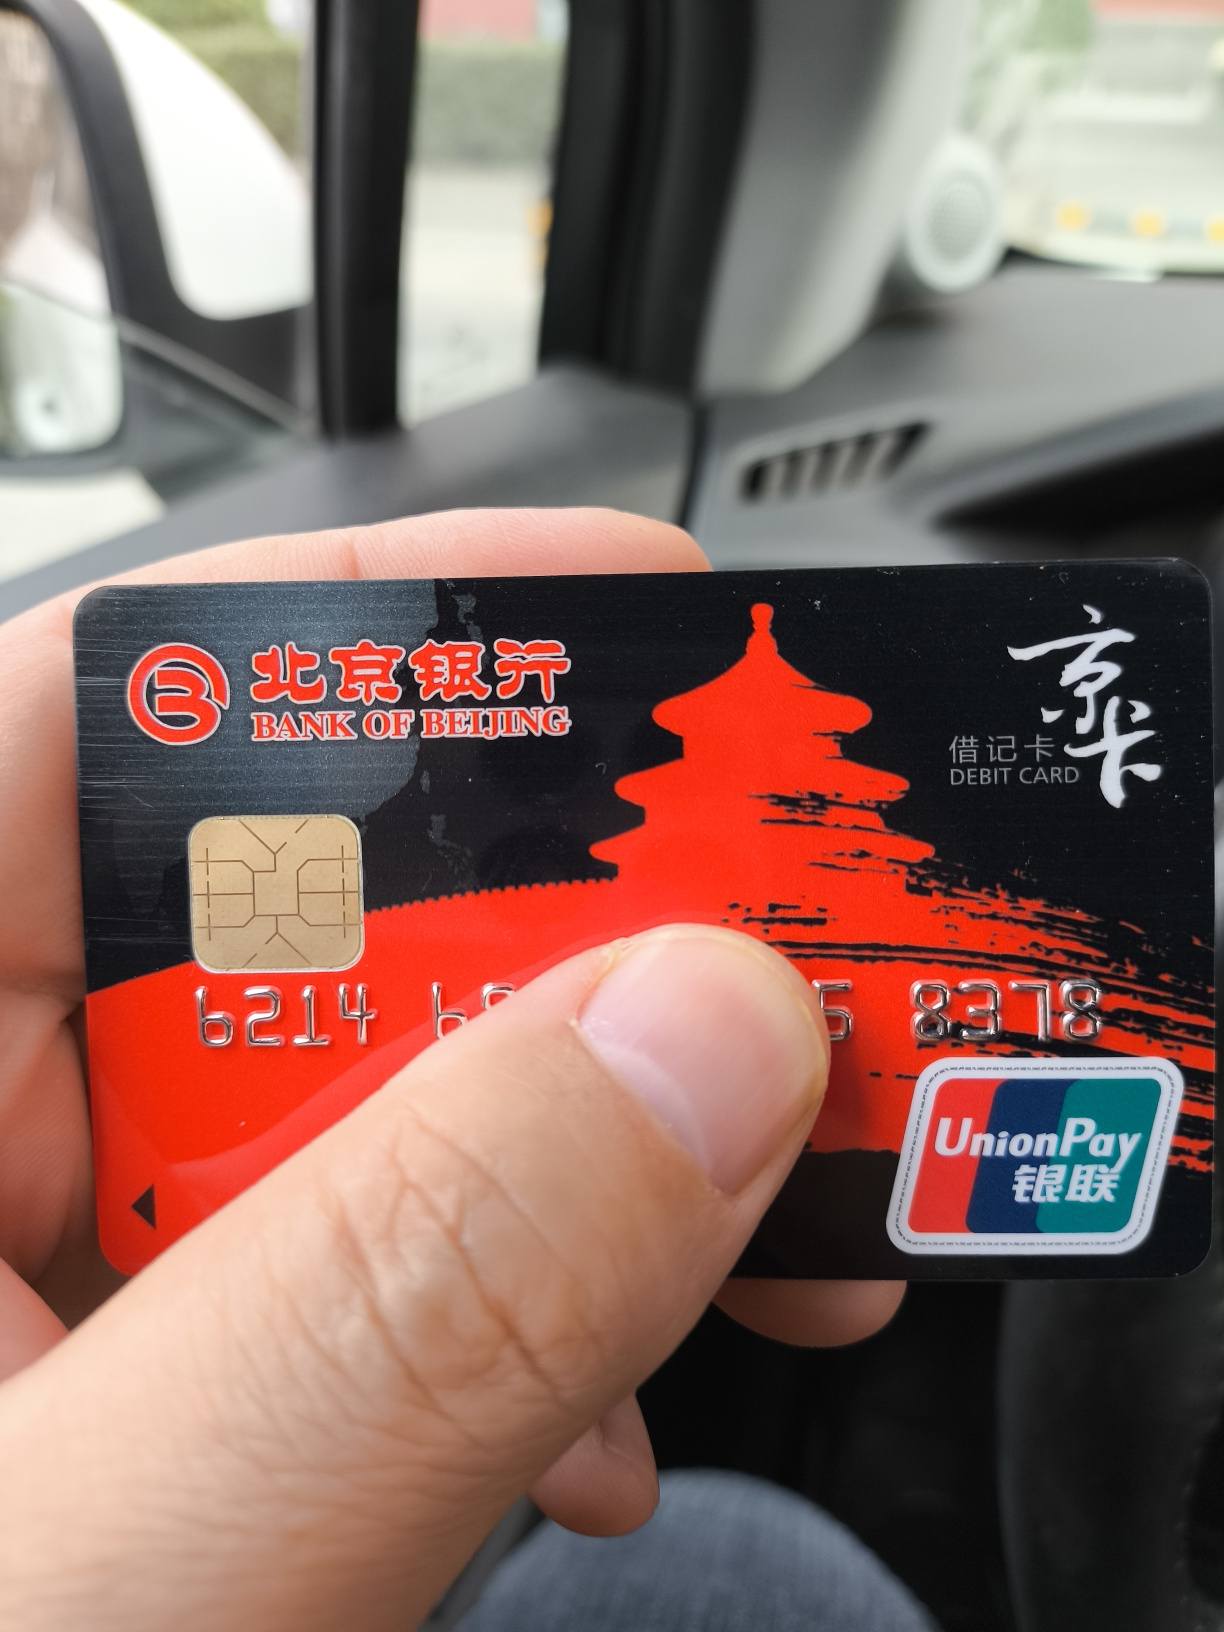 北京银行
BANK OF BEIJING
京卡
借记卡
DEBIT CARD
6214 6 5 8378
UnionPay
银联